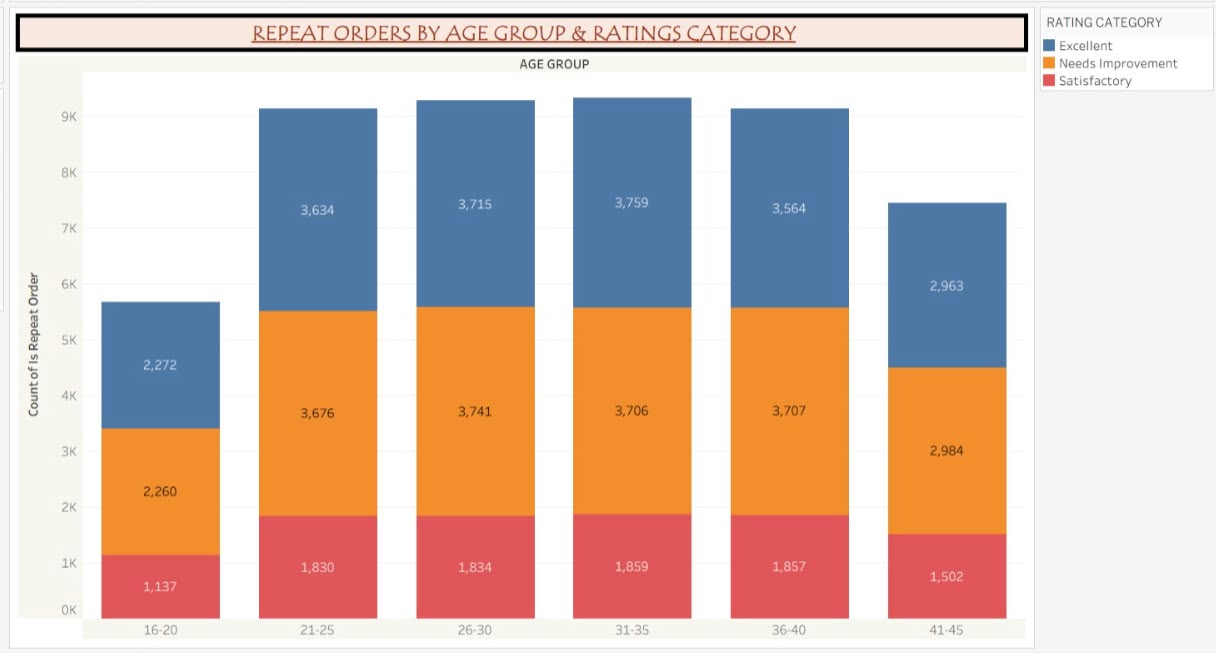 REPEAT ORDERS BY AGE GROUP & RATINGS CATEGORY
RATING CATEGORY
Excellent
Needs Improvement
Satisfactory
AGE GROUP
Count of Is Repeat Order
9K
8K
7K
6K
5K
4K
3K
2K
1K
0K
3,634 3,715 3,759 3,564
2,963
2,272
3,676 3,741 3,706 3,707
2,984
2,260
1,830 1,834 1,859 1,857
1,502
1,137
16-20 21-25 26-30 31-35 36-40 41-45